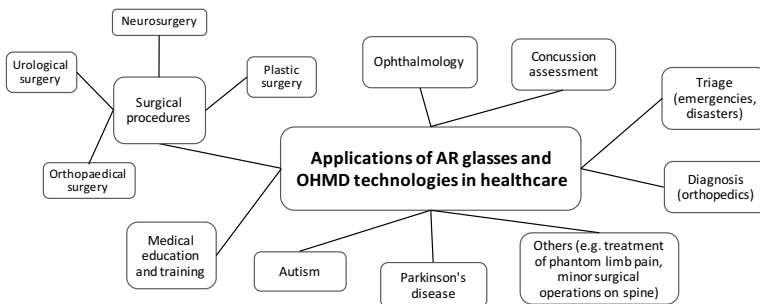 Neurosurgery
Urological
surgery
Plastic
surgery
Surgical
procedures
Orthopaedical
surgery
Ophthalmology
Concussion
assessment
Triage
(emergencies,
disasters)
Applications of AR glasses and
OHMD technologies in healthcare
Diagnosis
(orthopedics)
Medical
education
and training
Autism
Parkinson's
disease
Others (e.g. treatment
of phantom limb pain,
minor surgical
operations on spine)